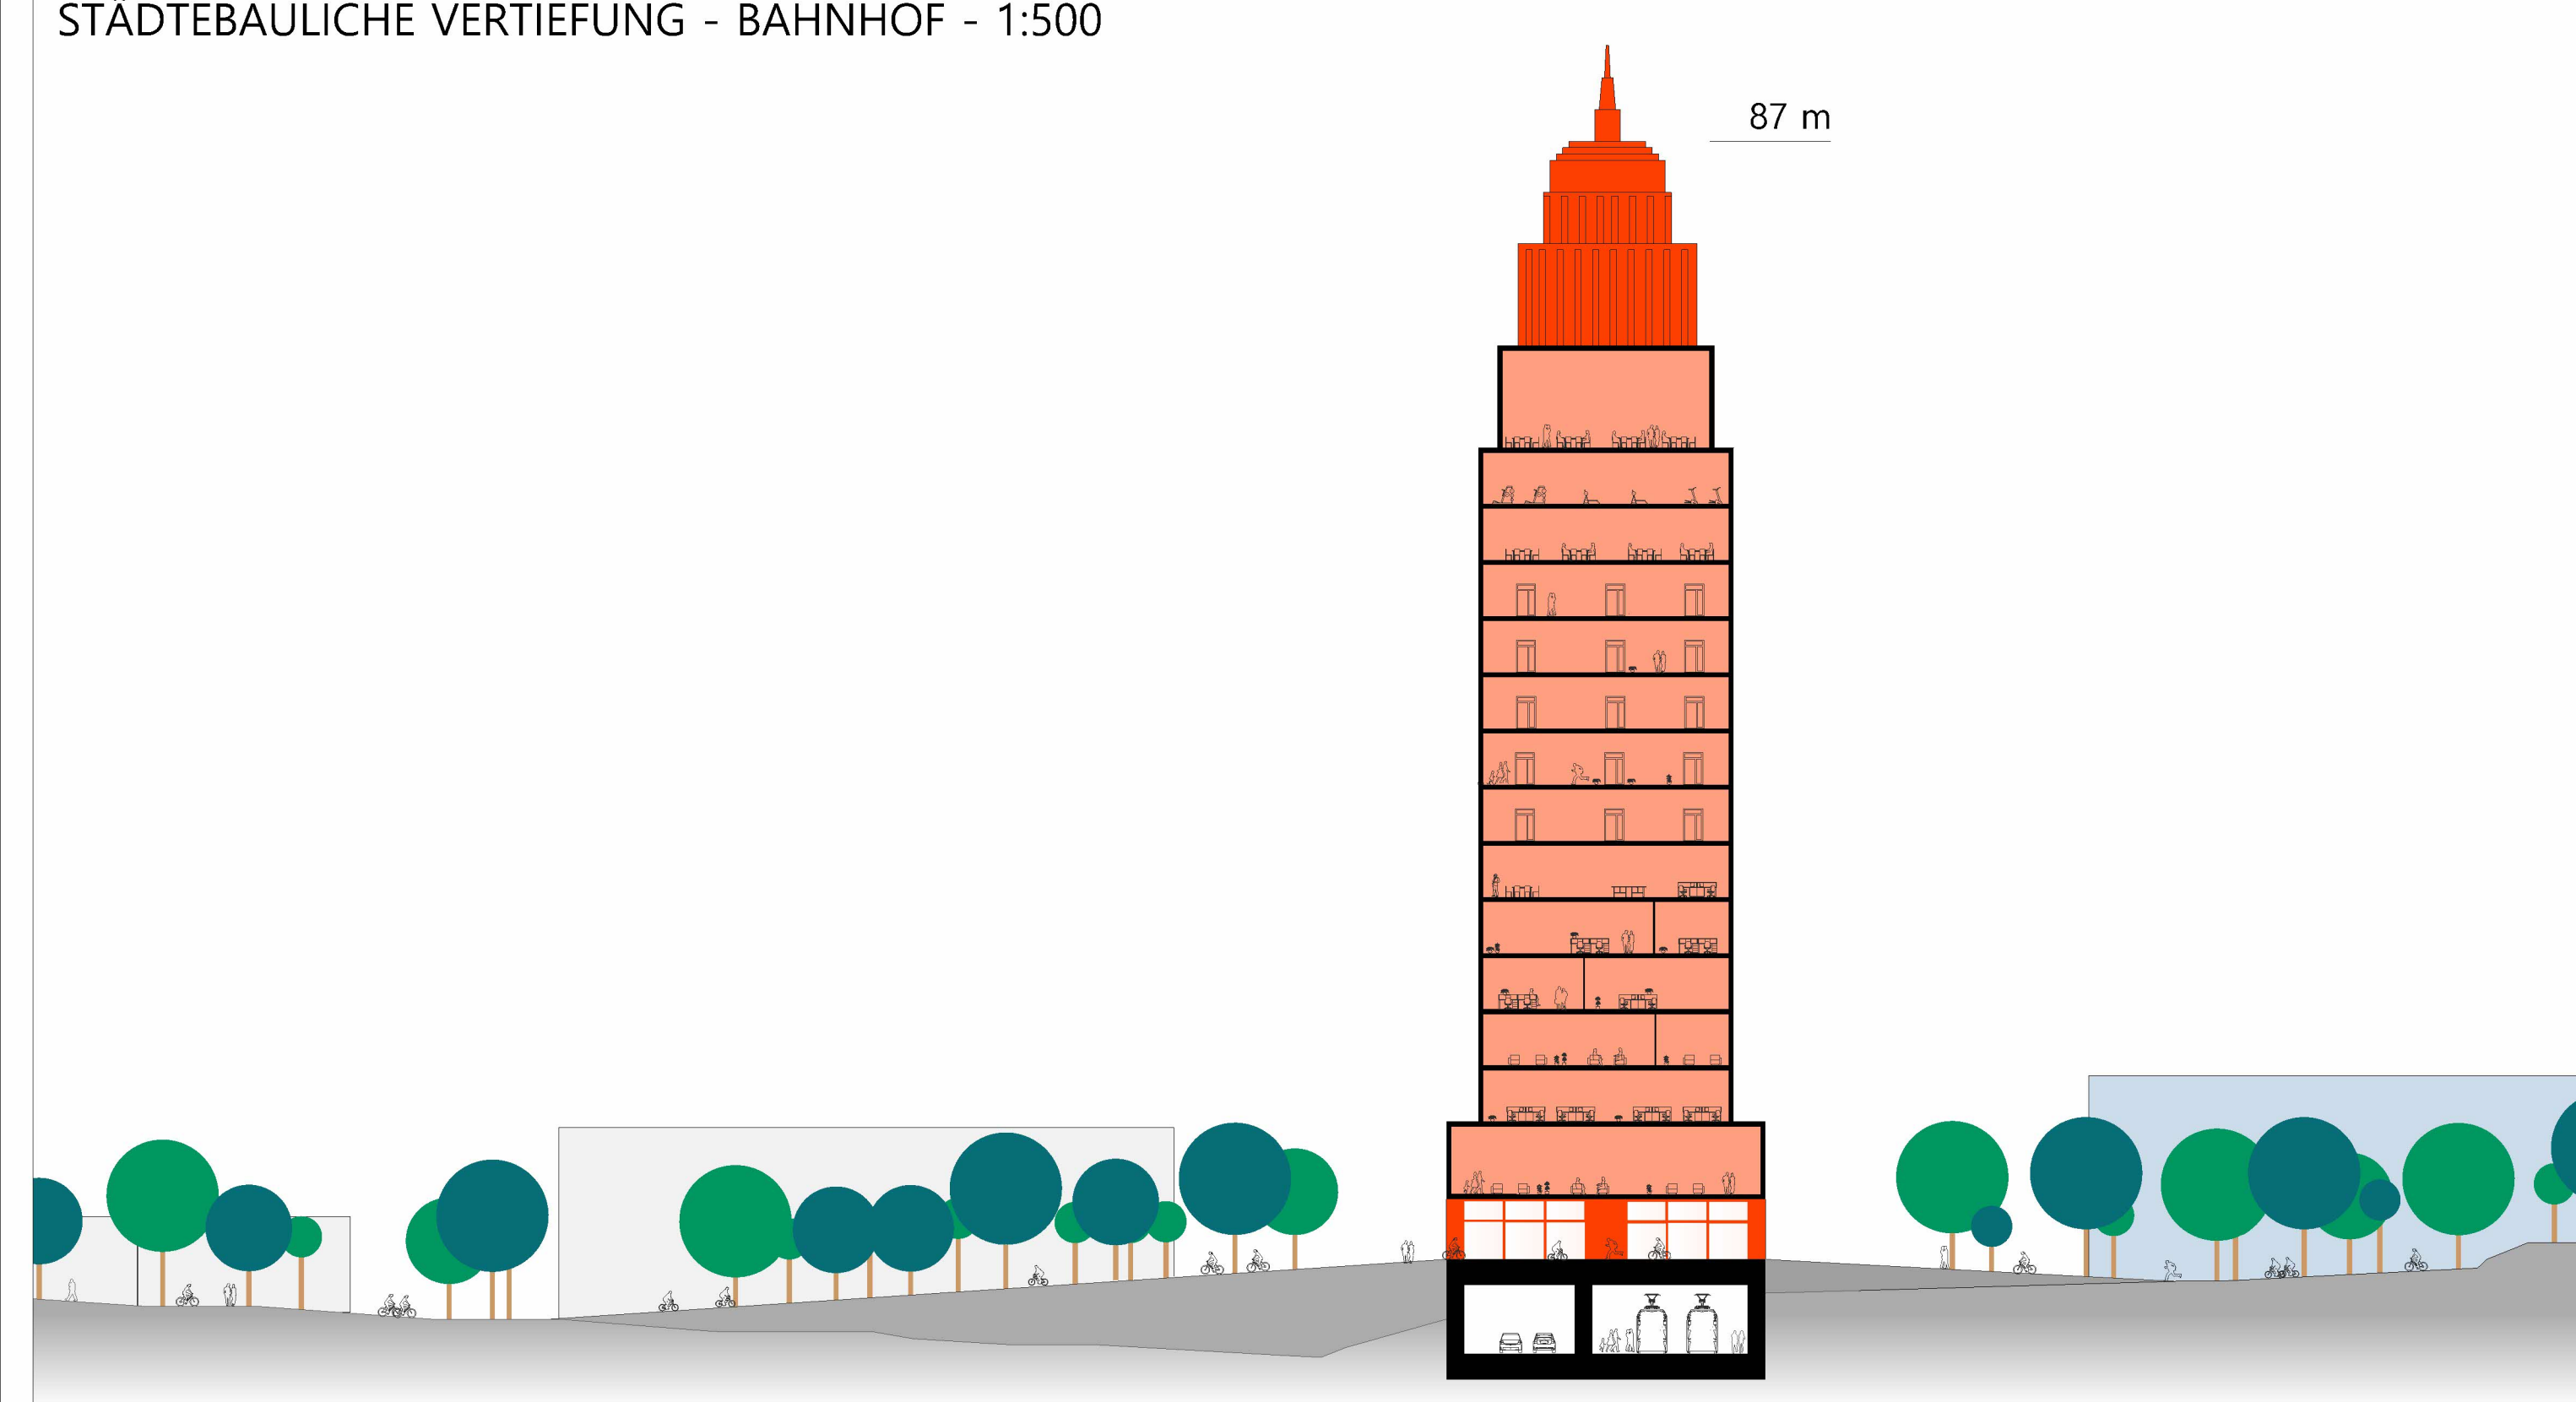 STÄDTEBAULICHE VERTIEFUNG - BAHNHOF - 1:500
87 m